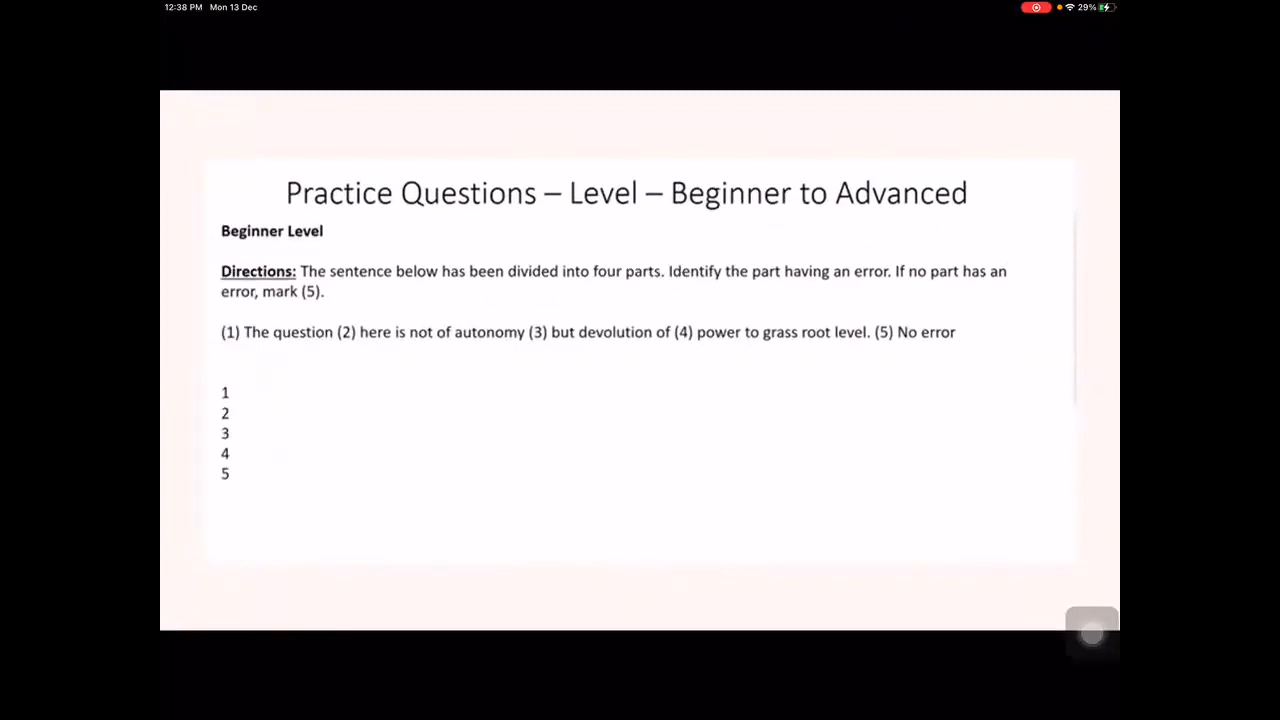 12:38 PM Mon 13 Dec
29%
Practice Questions – Level – Beginner to Advanced
Beginner Level
Directions: The sentence below has been divided into four parts. Identify the part having an error. If no part has an
error, mark (5).
(1) The question (2) here is not of autonomy (3) but devolution of (4) power to grass root level. (5) No error
1
2
3
4
5